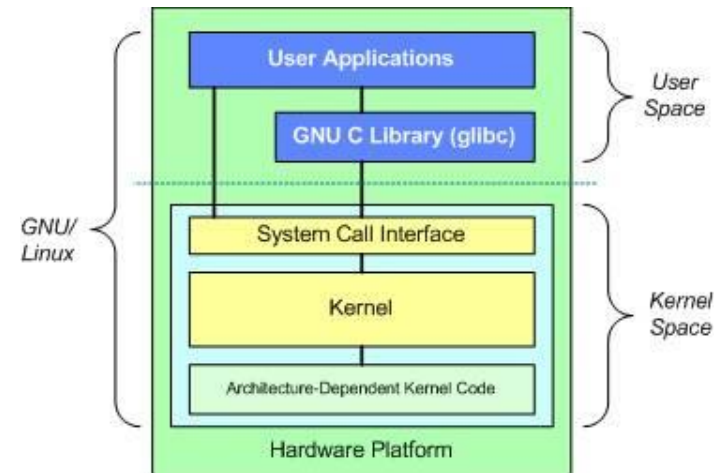 User Applications
User
Space
GNU C Library (glibc)
GNU/
Linux
System Call Interface
Kernel
Kernel
Space
Architecture-Dependent Kernel Code
Hardware Platform